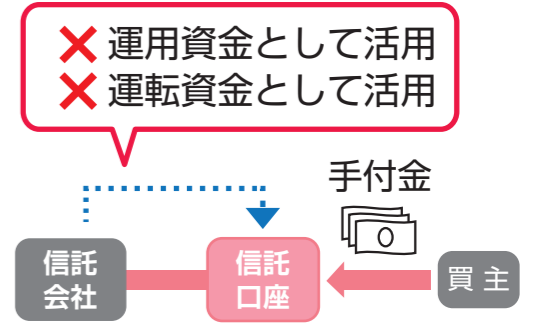 × 運用資金として活用
× 運転資金として活用
手付金
信託
会社
信託
口座
買主